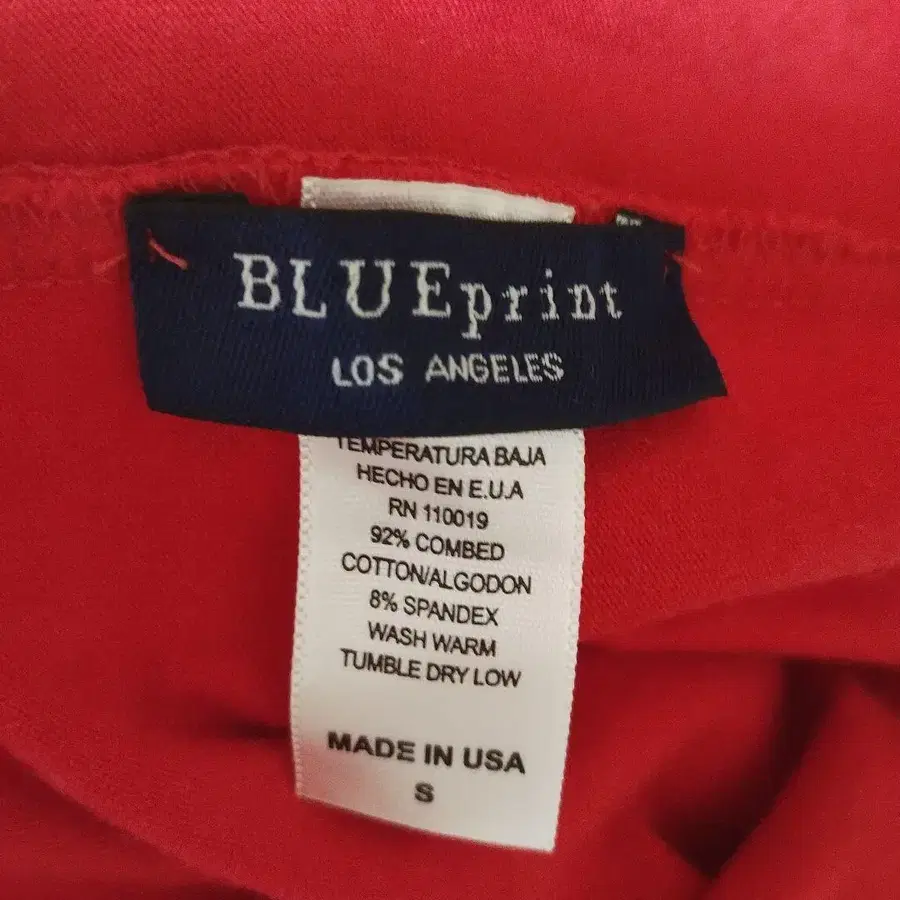 BLUEprint
LOS ANGELES
TEMPERATURA BAJA
HECHO EN E.U.A
RN 110019
92% COMBED
COTTON/ALGODON
8% SPANDEX
WASH WARM
TUMBLE DRY LOW
MADE IN USA
S